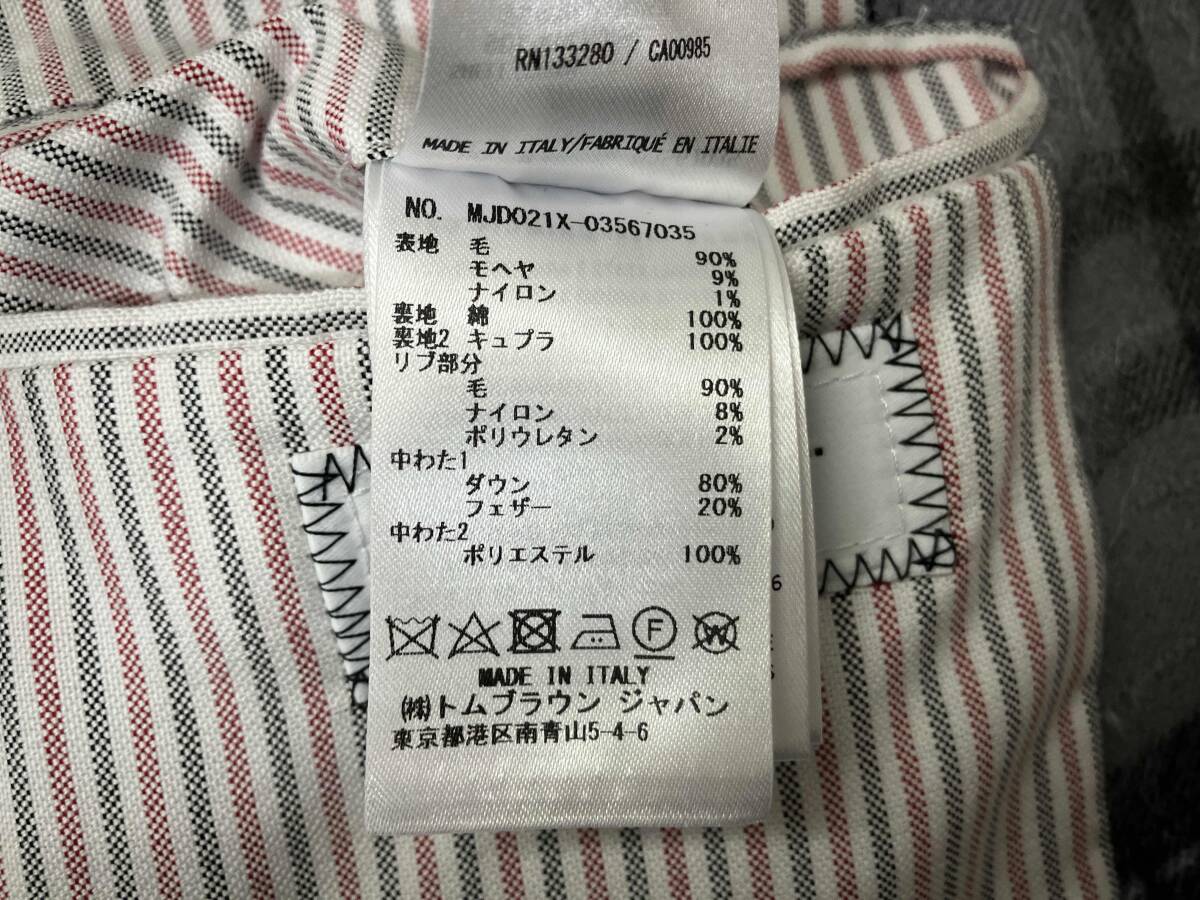 RN133280 / CA00985
MADE IN ITALY/FABRIQUÉ EN ITALIE
NO. MJD021X-03567035
表地 毛 90%
モヘヤ 9%
ナイロン 1%
裏地 綿 100%
裏地2 キュプラ 100%
リブ部分
毛 90%
ナイロン 8%
ポリウレタン 2%
中わた1
ダウン 80%
フェザー 20%
中わた2
ポリエステル 100%
F W
MADE IN ITALY
㈱トムブラウン ジャパン
東京都港区南青山5-4-6